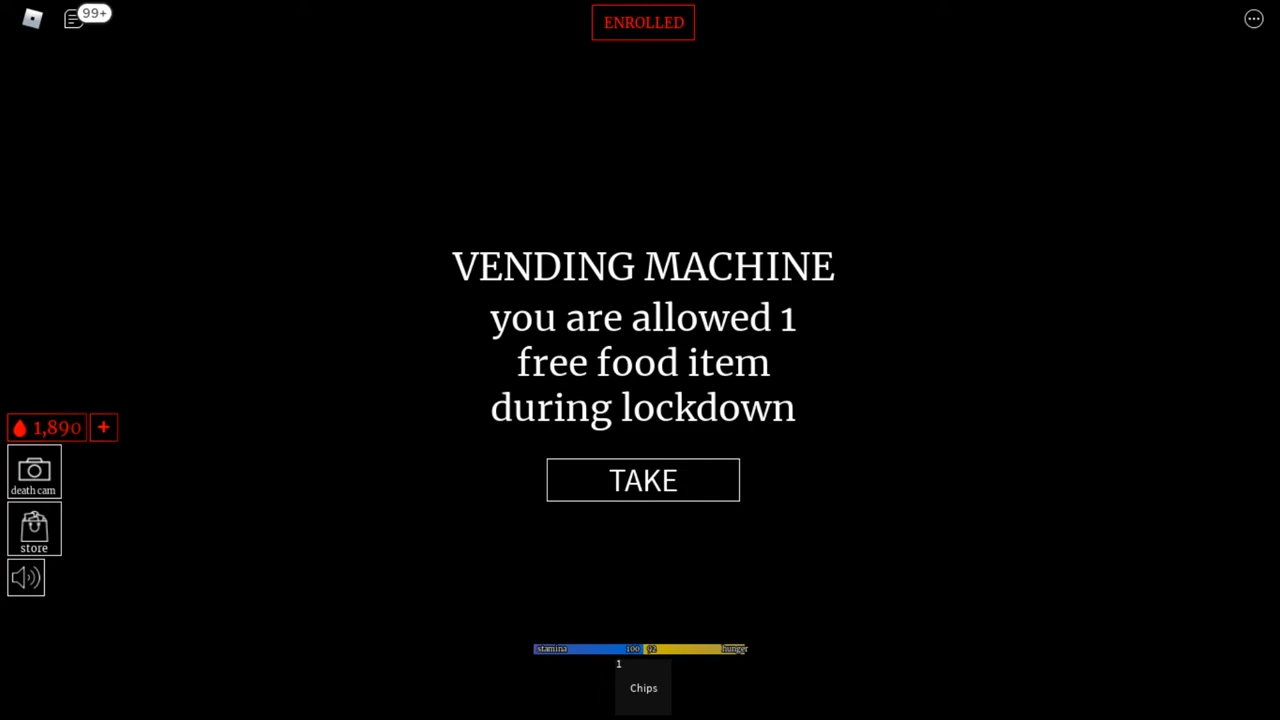 99+
ENROLLED
VENDING MACHINE
you are allowed 1
free food item
during lockdown
TAKE
1,890 +
death cam
store
stamina 100 92 hunger
1
Chips